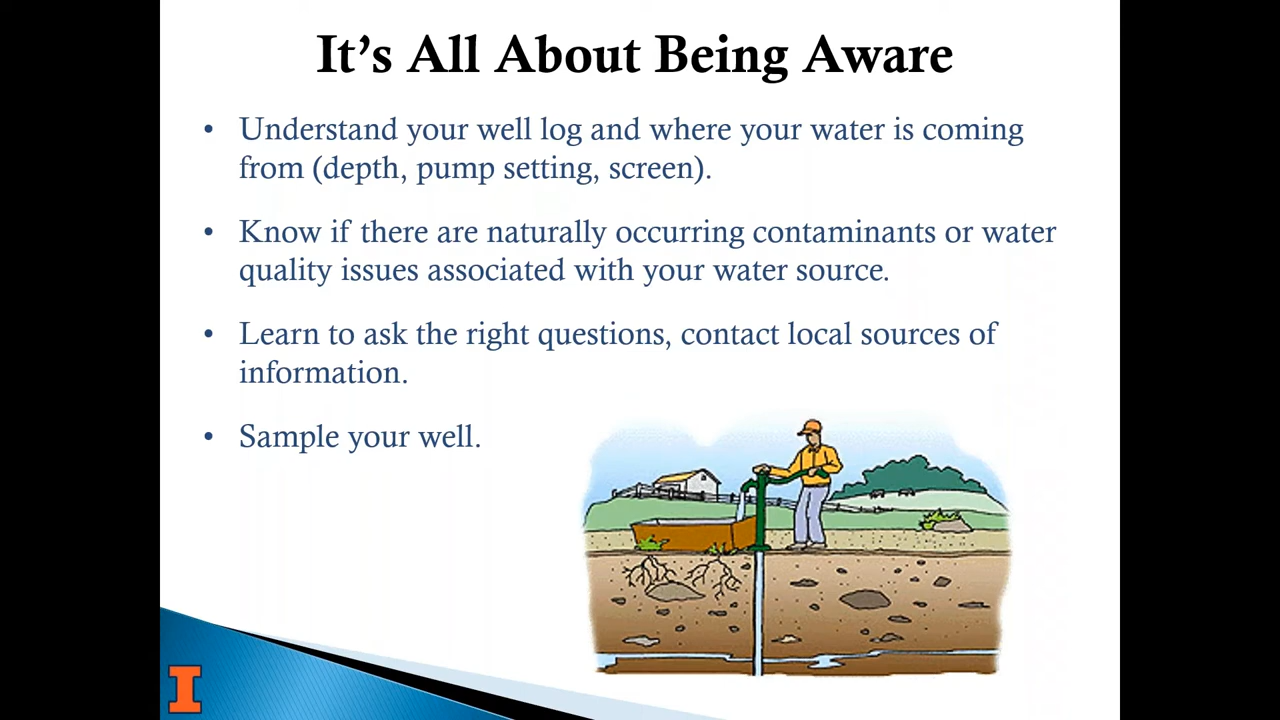 It’s All About Being Aware
• Understand your well log and where your water is coming
from (depth, pump setting, screen).
• Know if there are naturally occurring contaminants or water
quality issues associated with your water source.
• Learn to ask the right questions, contact local sources of
information.
• Sample your well.
I